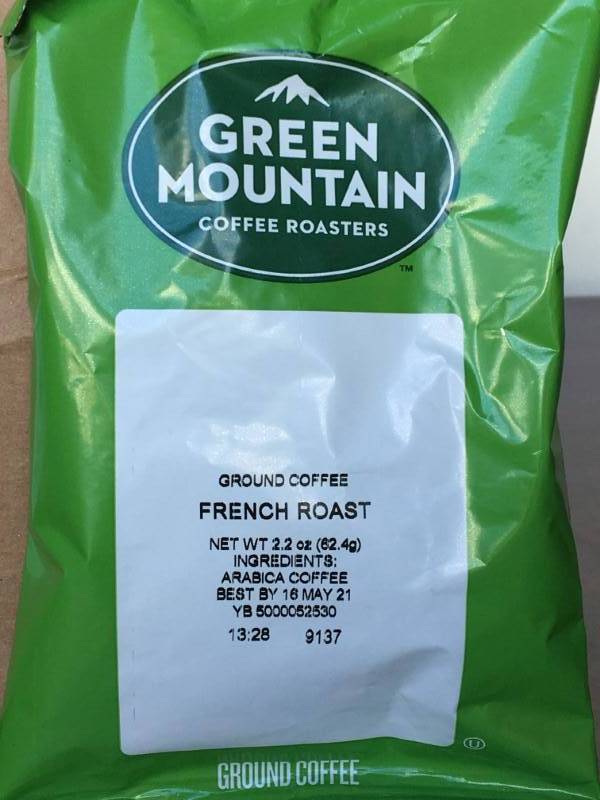 GREEN
MOUNTAIN
COFFEE ROASTERS
TM
GROUND COFFEE
FRENCH ROAST
NET WT 2.2 oz (62.4g)
INGREDIENTS:
ARABICA COFFEE
BEST BY 16 MAY 21
YB 5000052530
13:28 9137
U
GROUND COFFEE